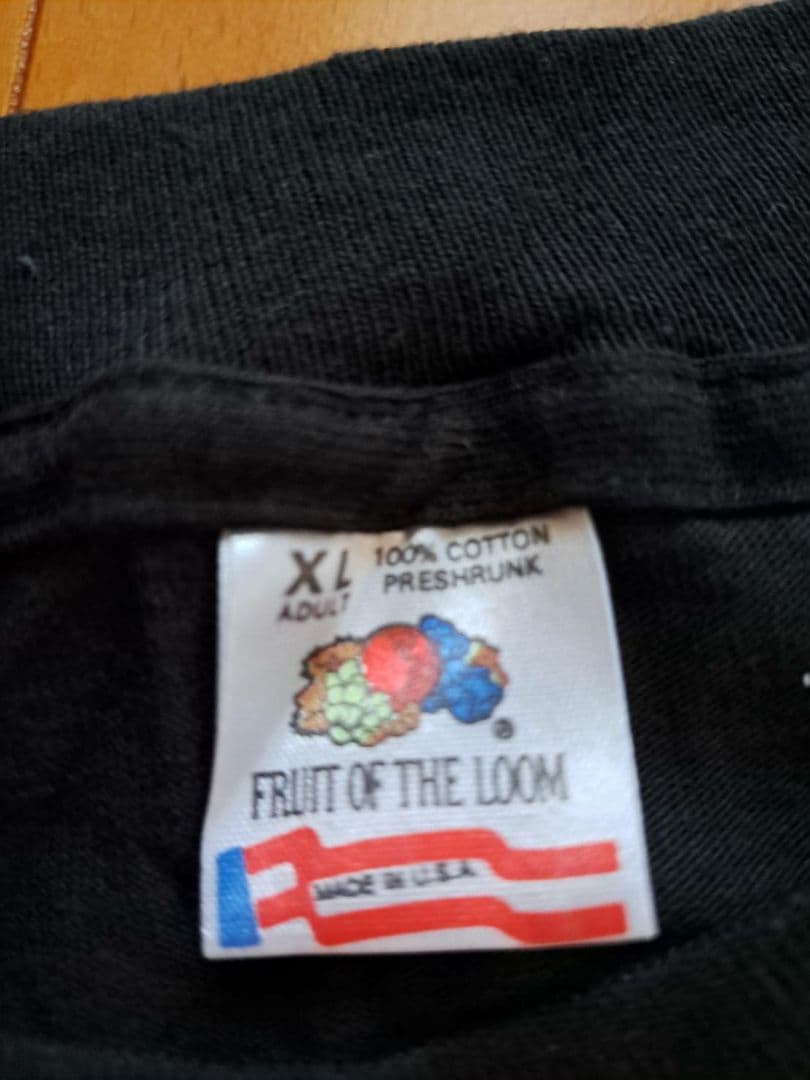 XL
ADULT
100% COTTON
PRESHRUNK
®
FRUIT OF THE LOOM
MADE IN U.S.A.